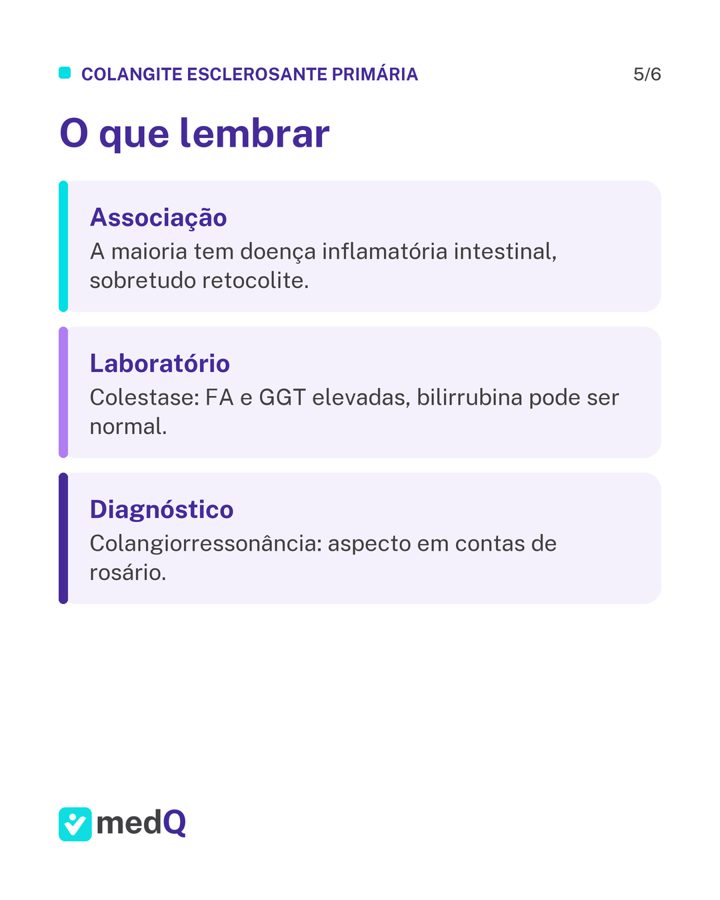 COLANGITE ESCLEROSANTE PRIMÁRIA
5/6
O que lembrar
Associação
A maioria tem doença inflamatória intestinal,
sobretudo retocolite.
Laboratório
Colestase: FA e GGT elevadas, bilirrubina pode ser
normal.
Diagnóstico
Colangiorressonância: aspecto em contas de
rosário.
medQ